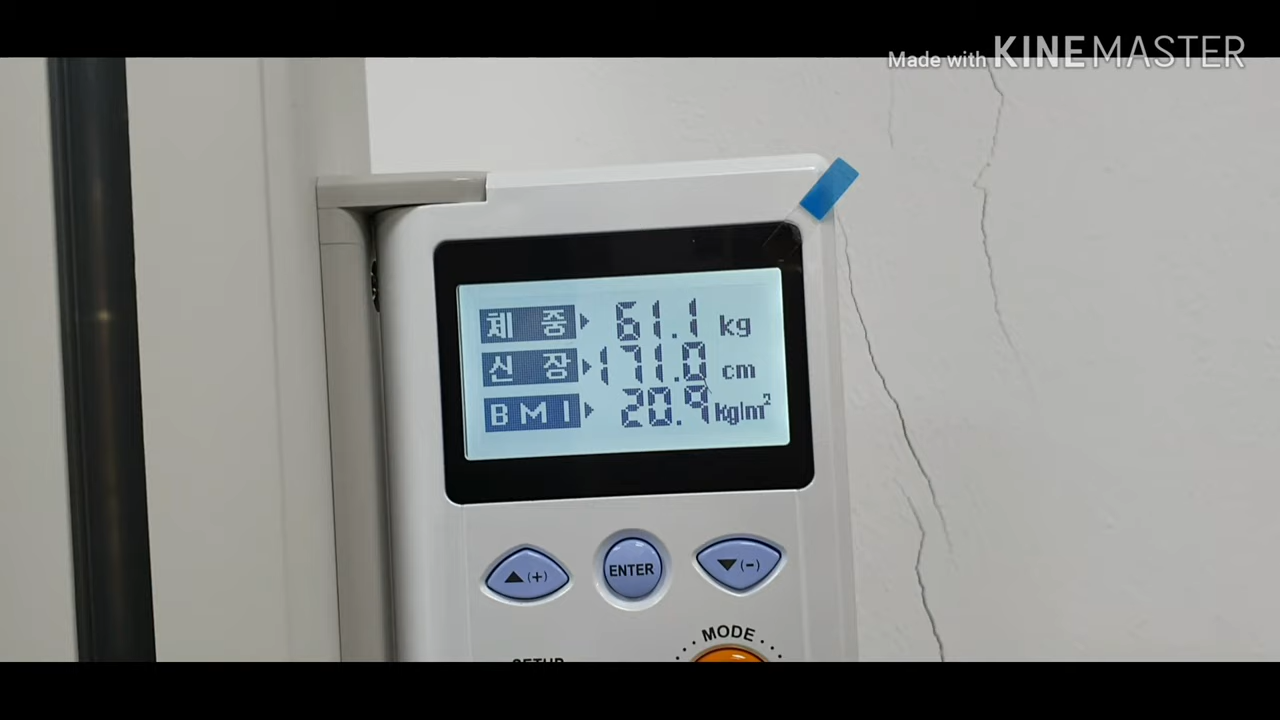 Made with KINEMASTER
체 중 61.1 kg
신 장 171.0 cm
BMI 20.9 kg/m²
▲(+) ENTER ▼(-)
MODE
SETUP